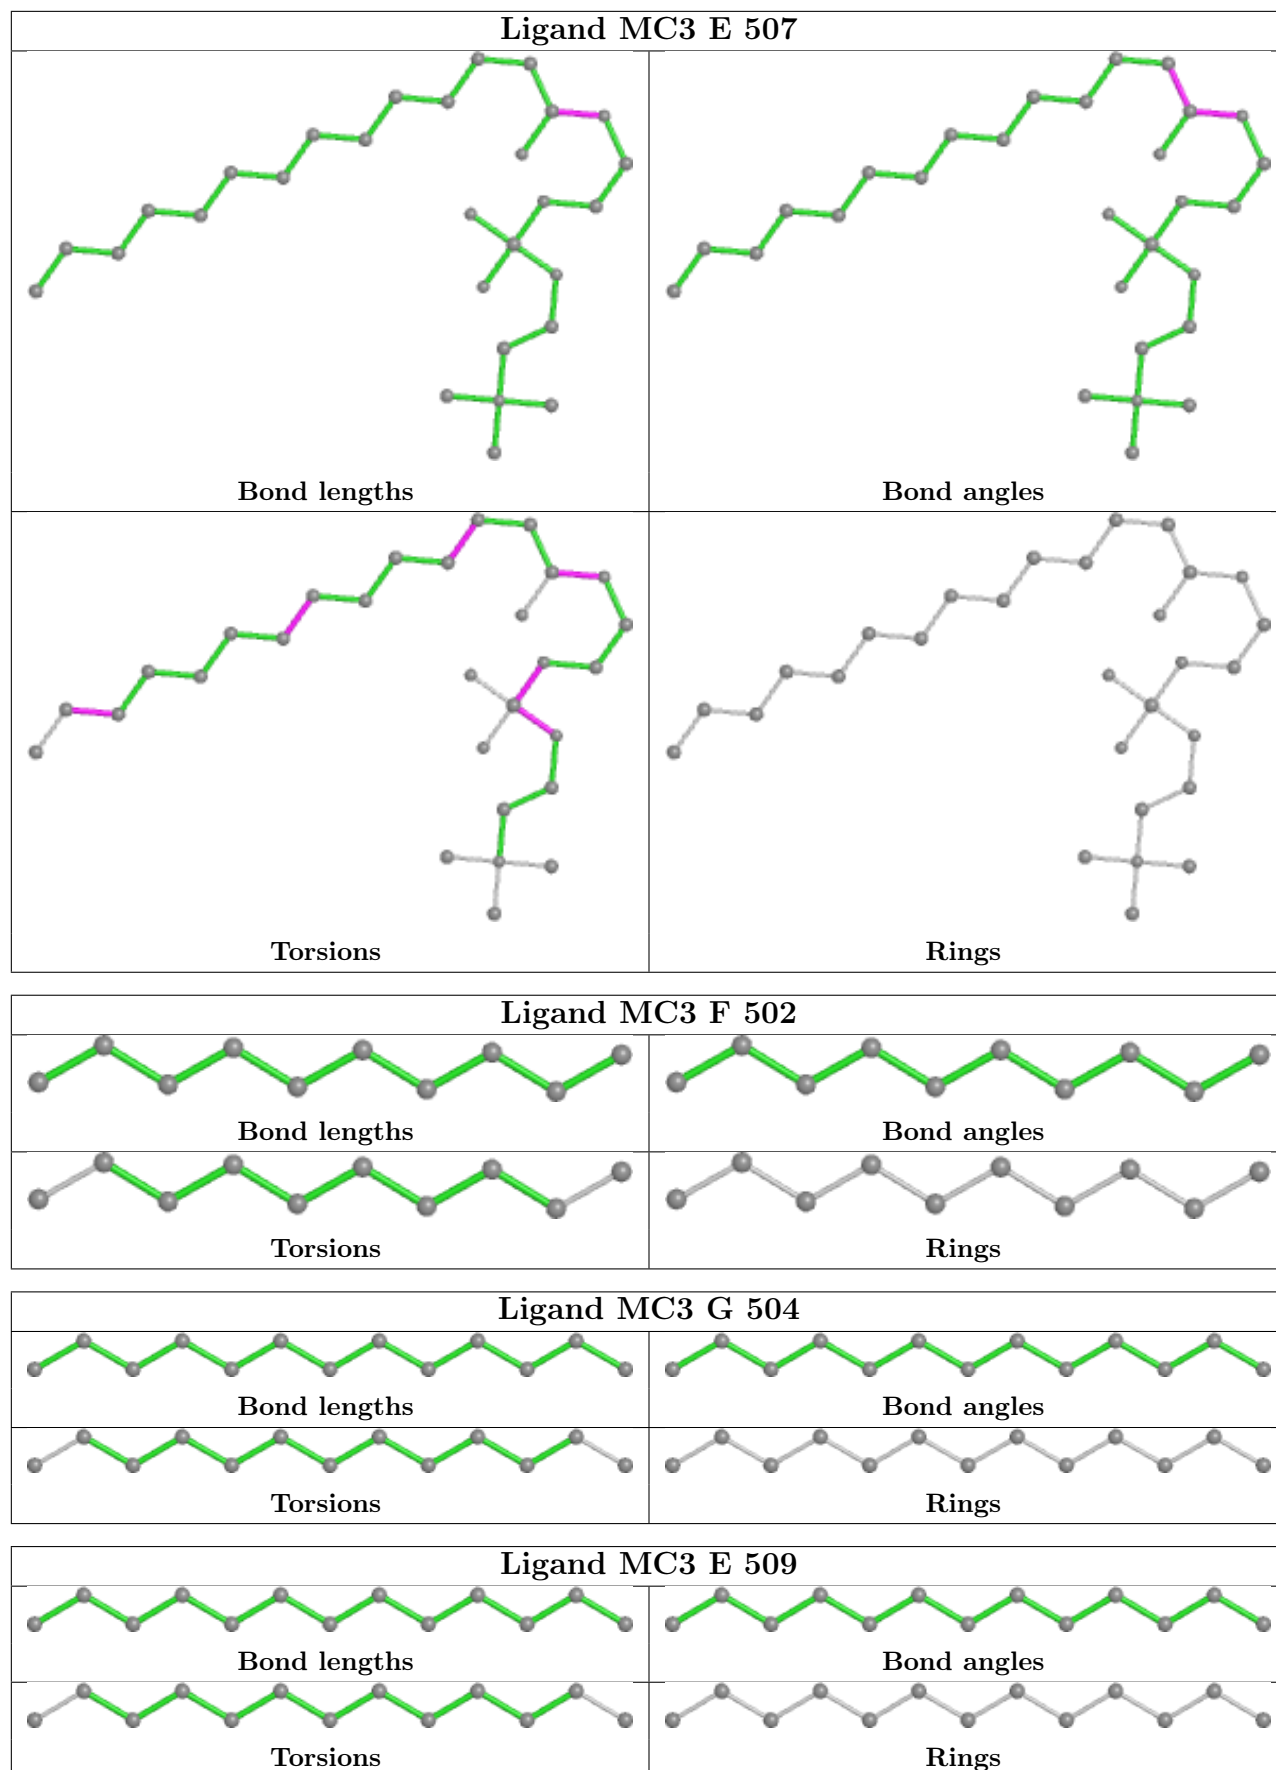 Ligand MC3 E 507
Bond lengths
Bond angles
Torsions
Rings
Ligand MC3 F 502
Bond lengths
Bond angles
Torsions
Rings
Ligand MC3 G 504
Bond lengths
Bond angles
Torsions
Rings
Ligand MC3 E 509
Bond lengths
Bond angles
Torsions
Rings